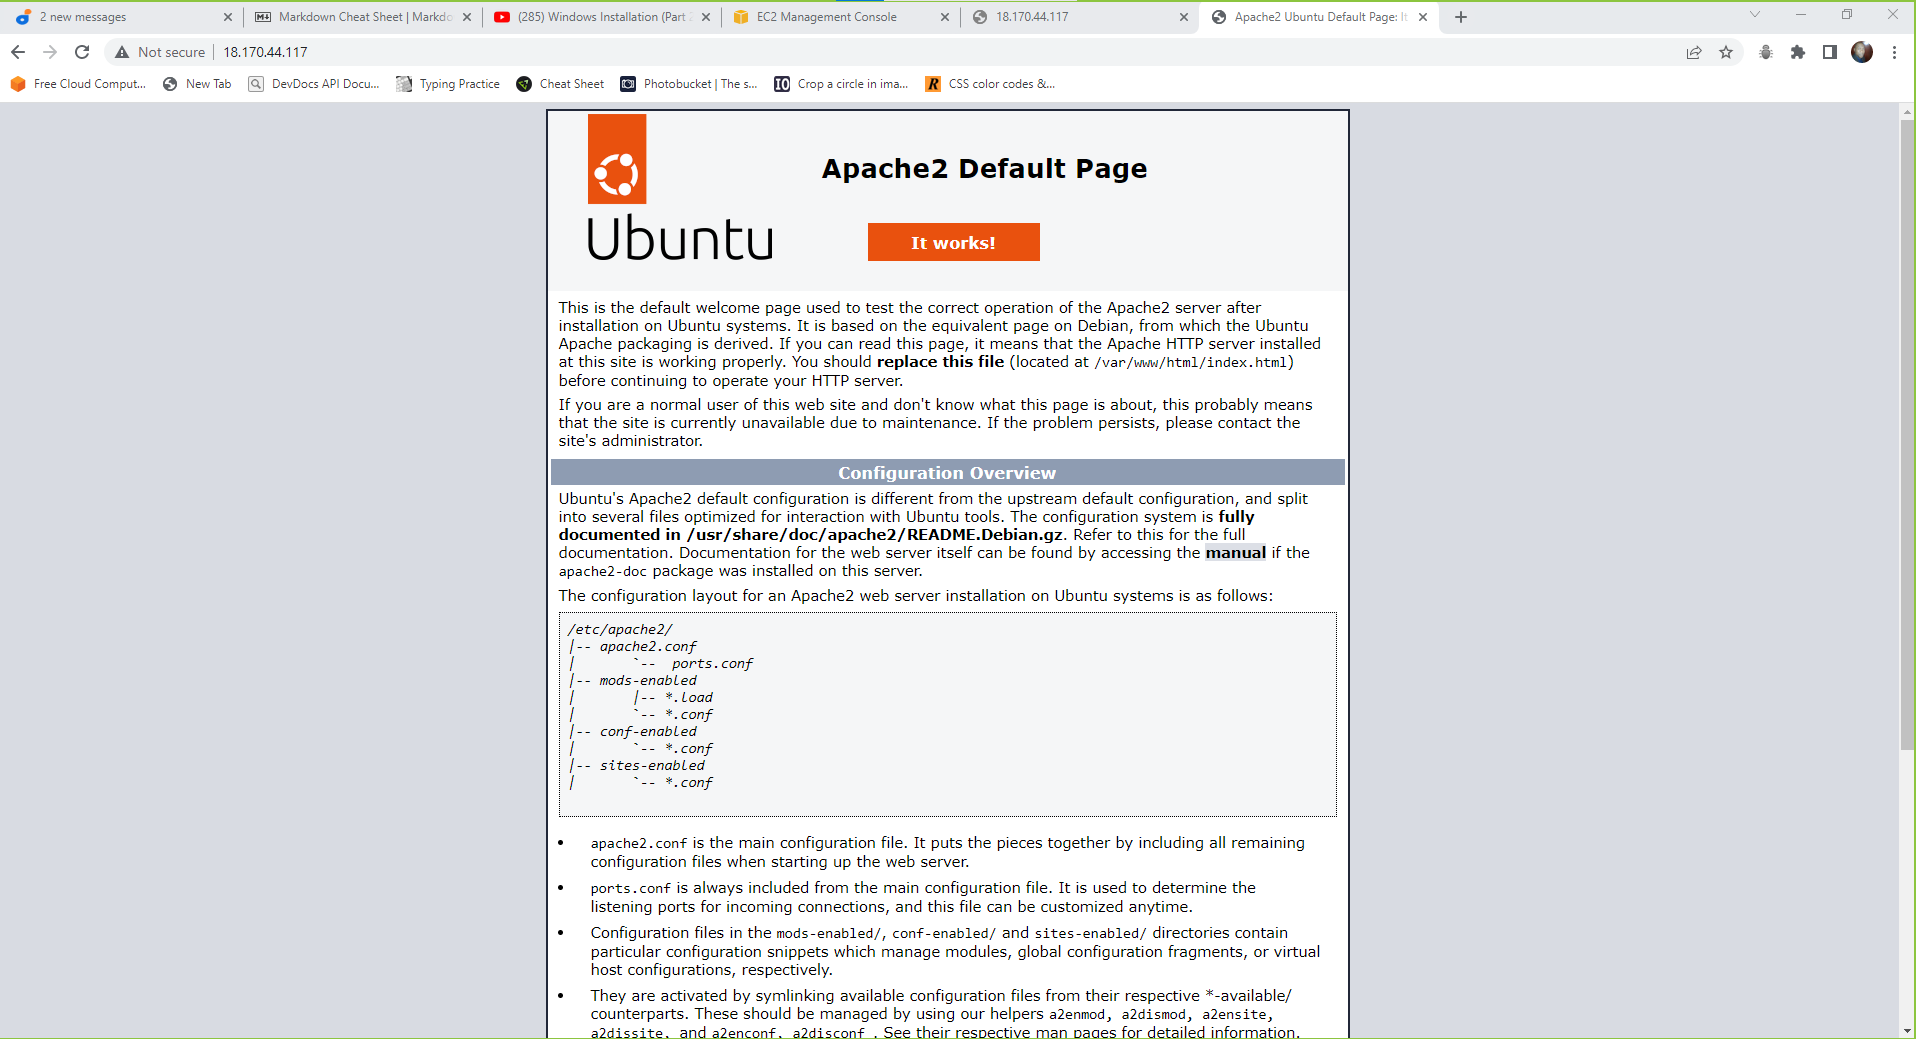 2 new messages
Markdown Cheat Sheet | Markdo
(285) Windows Installation (Part 2
EC2 Management Console
18.170.44.117
Apache2 Ubuntu Default Page: It
Not secure
18.170.44.117
Free Cloud Comput...
New Tab
DevDocs API Docu...
Typing Practice
Cheat Sheet
Photobucket | The s...
IO
Crop a circle in ima...
R
CSS color codes &...
Ubuntu
Apache2 Default Page
It works!
This is the default welcome page used to test the correct operation of the Apache2 server after
installation on Ubuntu systems. It is based on the equivalent page on Debian, from which the Ubuntu
Apache packaging is derived. If you can read this page, it means that the Apache HTTP server installed
at this site is working properly. You should replace this file (located at /var/www/html/index.html)
before continuing to operate your HTTP server.
If you are a normal user of this web site and don't know what this page is about, this probably means
that the site is currently unavailable due to maintenance. If the problem persists, please contact the
site's administrator.
Configuration Overview
Ubuntu's Apache2 default configuration is different from the upstream default configuration, and split
into several files optimized for interaction with Ubuntu tools. The configuration system is fully
documented in /usr/share/doc/apache2/README.Debian.gz. Refer to this for the full
documentation. Documentation for the web server itself can be found by accessing the manual if the
apache2-doc package was installed on this server.
The configuration layout for an Apache2 web server installation on Ubuntu systems is as follows:
/etc/apache2/
|-- apache2.conf
|       `--  ports.conf
|-- mods-enabled
|       |-- *.load
|       `-- *.conf
|-- conf-enabled
|       `-- *.conf
|-- sites-enabled
|       `-- *.conf
• apache2.conf is the main configuration file. It puts the pieces together by including all remaining
configuration files when starting up the web server.
• ports.conf is always included from the main configuration file. It is used to determine the
listening ports for incoming connections, and this file can be customized anytime.
• Configuration files in the mods-enabled/, conf-enabled/ and sites-enabled/ directories contain
particular configuration snippets which manage modules, global configuration fragments, or virtual
host configurations, respectively.
• They are activated by symlinking available configuration files from their respective *-available/
counterparts. These should be managed by using our helpers a2enmod, a2dismod, a2ensite,
a2dissite, and a2enconf, a2disconf . See their respective man pages for detailed information.